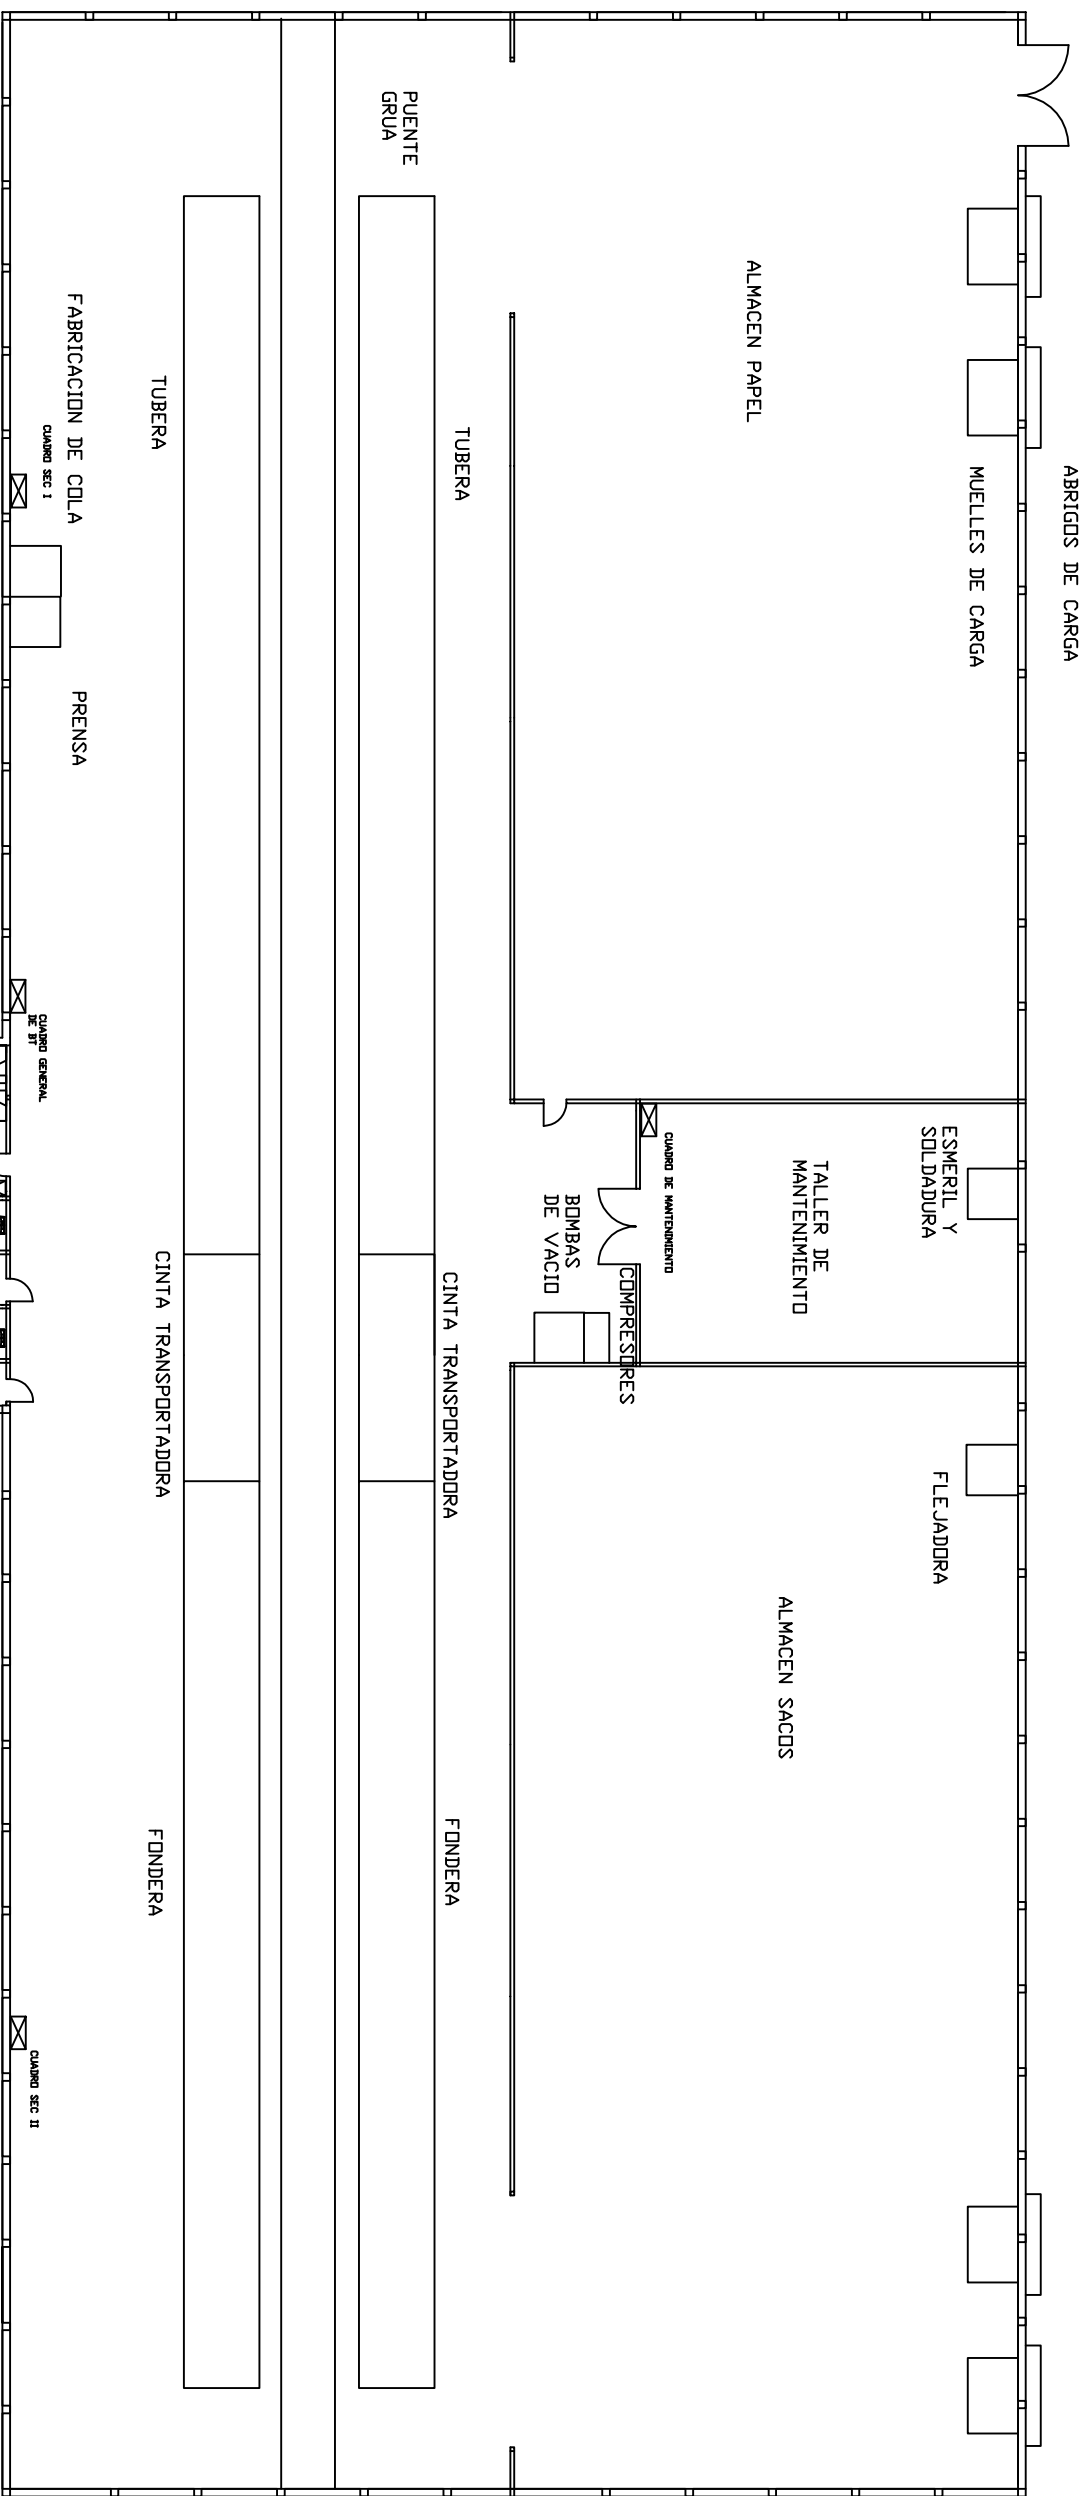 ABRIGOS DE CARGA
MUELLES DE CARGA
ESMERIL Y
SOLDADURA
FLEJADORA
ALMACEN PAPEL
TALLER DE
MANTENIMIENTO
ALMACEN SACOS
CUADRO DE MANTENIMIENTO
COMPRESORES
BOMBAS
DE VACIO
TUBERA
CINTA TRANSPORTADORA
FONDERA
PUENTE
GRUA
TUBERA
CINTA TRANSPORTADORA
FONDERA
FABRICACION DE COLA
PRENSA
CUADRO SEC I
CUADRO GENERAL
DE BT
CUADRO SEC II